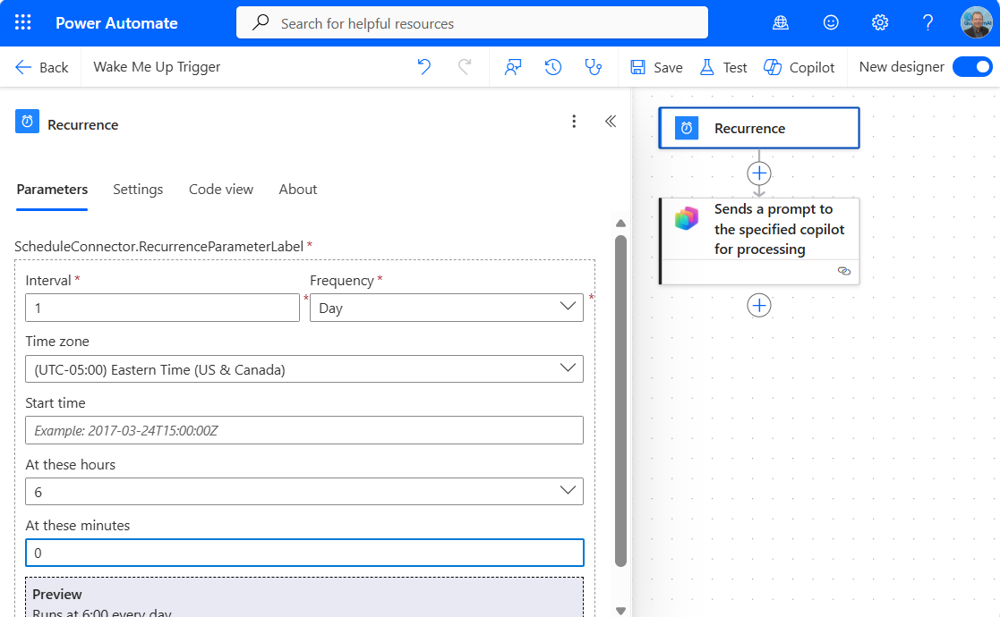 Power Automate
Search for helpful resources
?
Back
Wake Me Up Trigger
Save
Test
Copilot
New designer
Recurrence
Parameters
Settings
Code view
About
ScheduleConnector.RecurrenceParameterLabel *
Interval *
Frequency *
1
*
Day
*
Time zone
(UTC-05:00) Eastern Time (US & Canada)
Start time
Example: 2017-03-24T15:00:00Z
At these hours
6
At these minutes
0
Preview
Runs at 6:00 every day
Recurrence
Sends a prompt to
the specified copilot
for processing